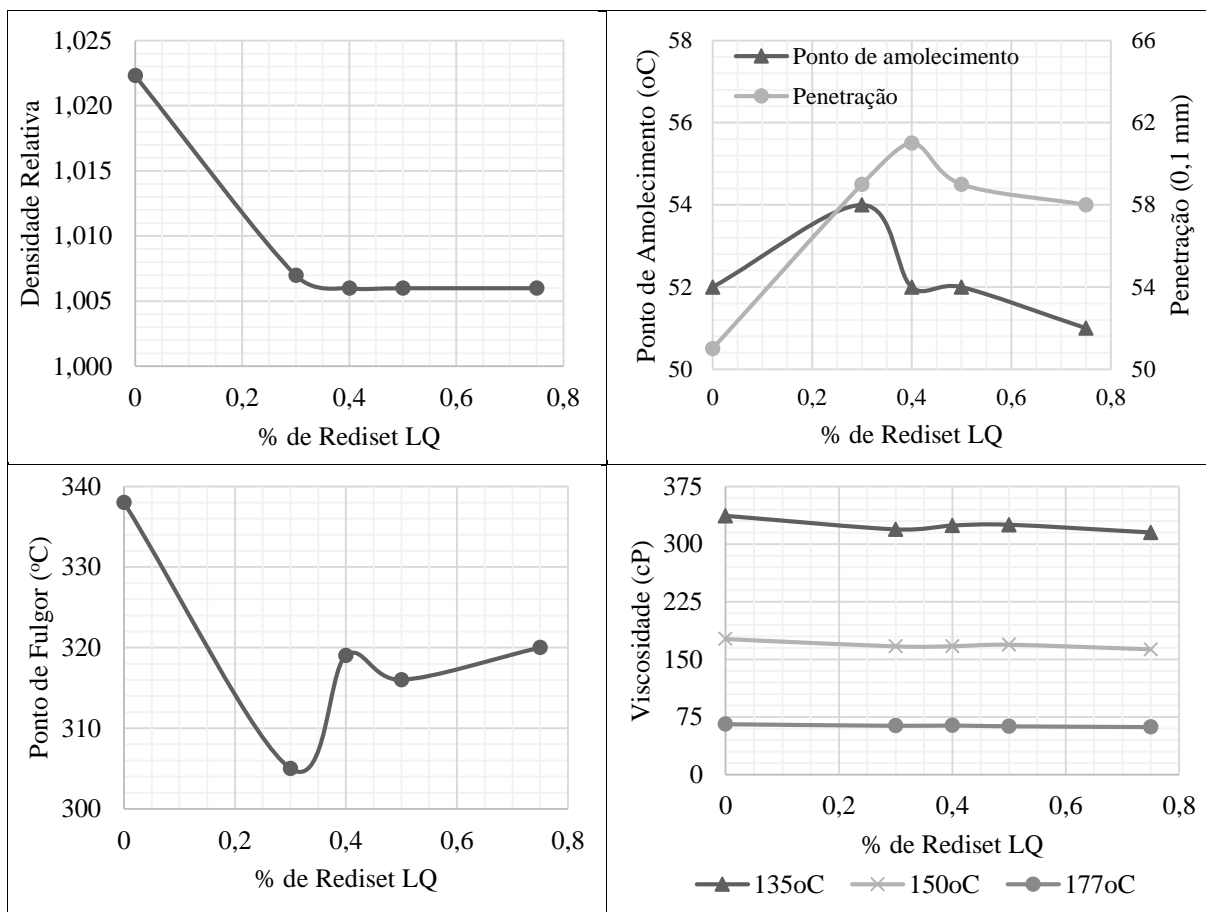 Densidade Relativa
1,025
1,020
1,015
1,010
1,005
1,000
0 0,2 0,4 0,6 0,8
% de Rediset LQ
Ponto de Amolecimento (oC)
58
56
54
52
50
Ponto de amolecimento
Penetração
66
62
58
54
50
Penetração (0,1 mm)
0 0,2 0,4 0,6 0,8
% de Rediset LQ
Ponto de Fulgor (ºC)
340
330
320
310
300
0 0,2 0,4 0,6 0,8
% de Rediset LQ
Viscosidade (cP)
375
300
225
150
75
0
0 0,2 0,4 0,6 0,8
% de Rediset LQ
135oC 150oC 177oC